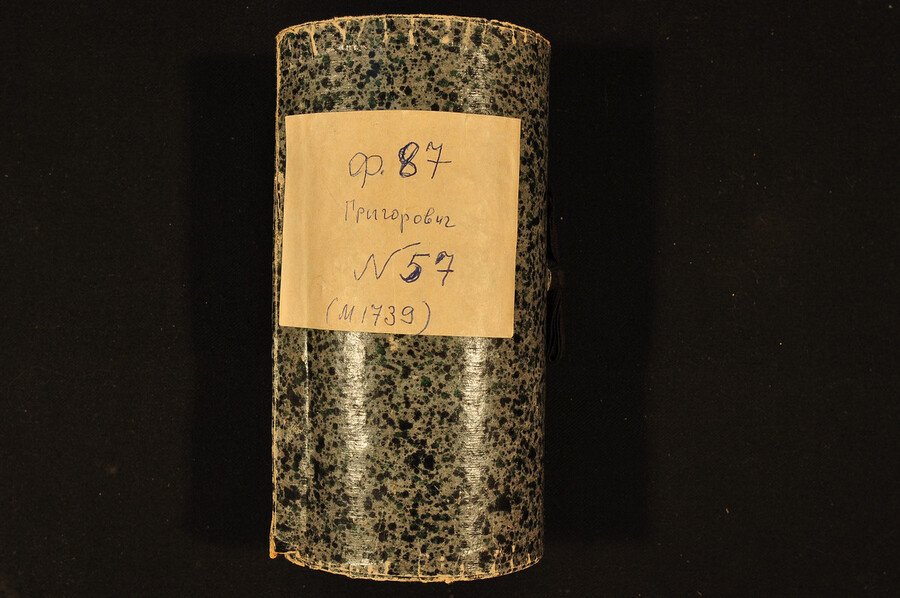 ф. 87
Григорович
N 57
(М 1739)